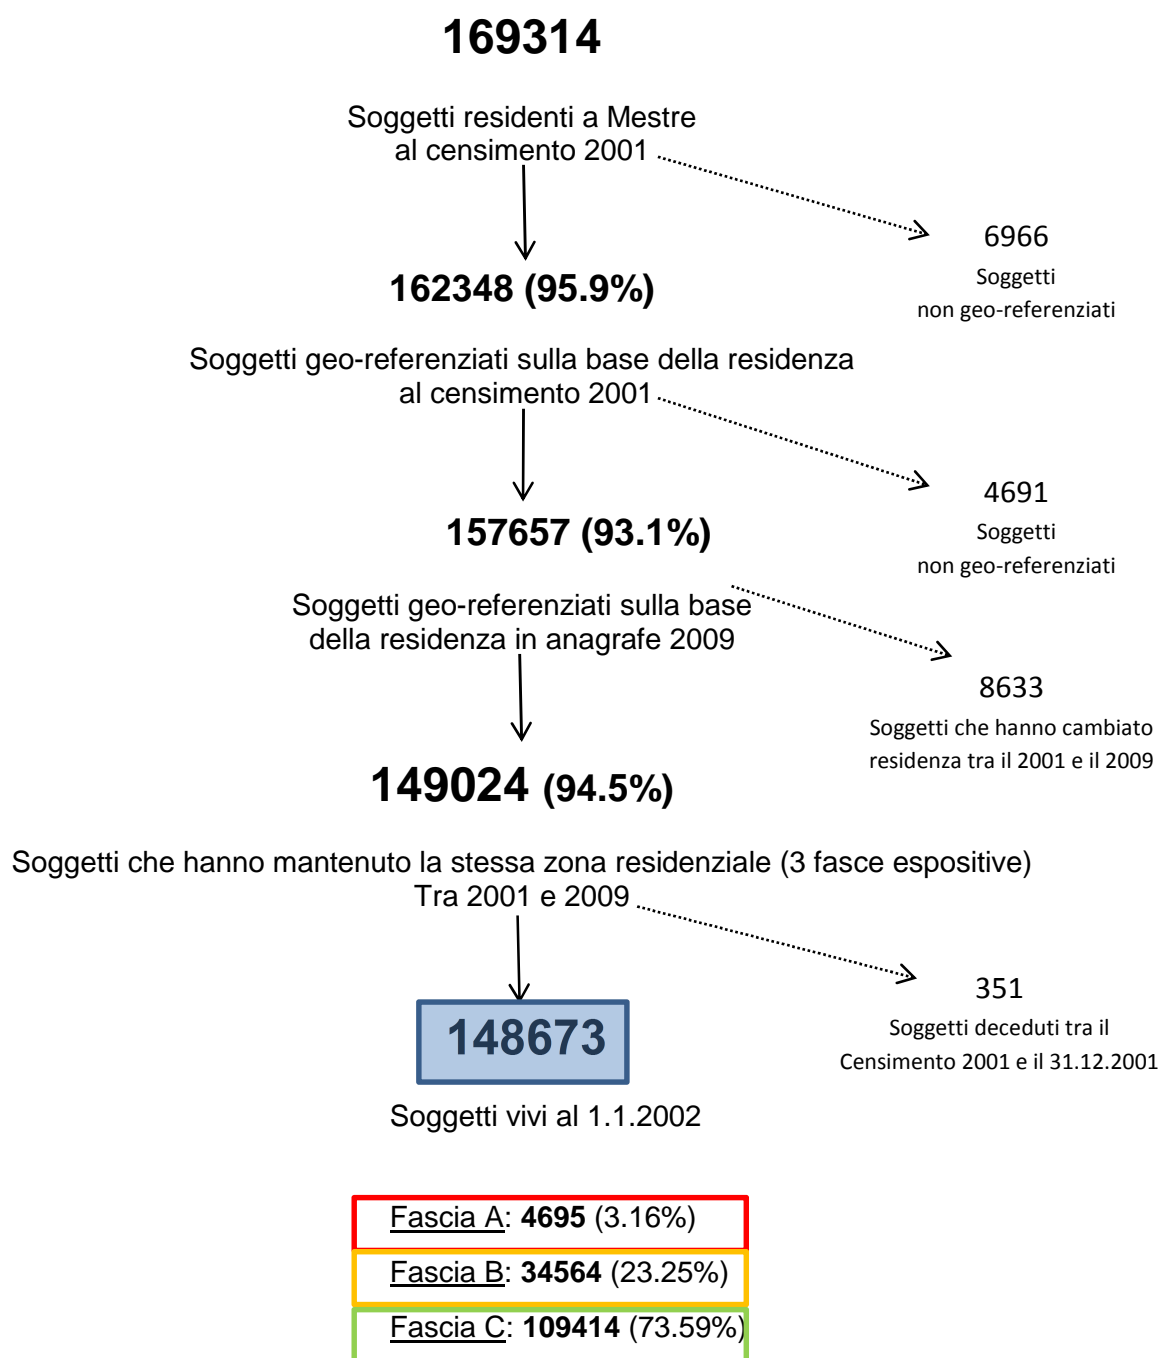 169314
Soggetti residenti a Mestre
al censimento 2001
6966
Soggetti
non geo-referenziati
162348 (95.9%)
Soggetti geo-referenziati sulla base della residenza
al censimento 2001
4691
Soggetti
non geo-referenziati
157657 (93.1%)
Soggetti geo-referenziati sulla base
della residenza in anagrafe 2009
8633
Soggetti che hanno cambiato
residenza tra il 2001 e il 2009
149024 (94.5%)
Soggetti che hanno mantenuto la stessa zona residenziale (3 fasce espositive)
Tra 2001 e 2009
351
Soggetti deceduti tra il
Censimento 2001 e il 31.12.2001
148673
Soggetti vivi al 1.1.2002
Fascia A: 4695 (3.16%)
Fascia B: 34564 (23.25%)
Fascia C: 109414 (73.59%)